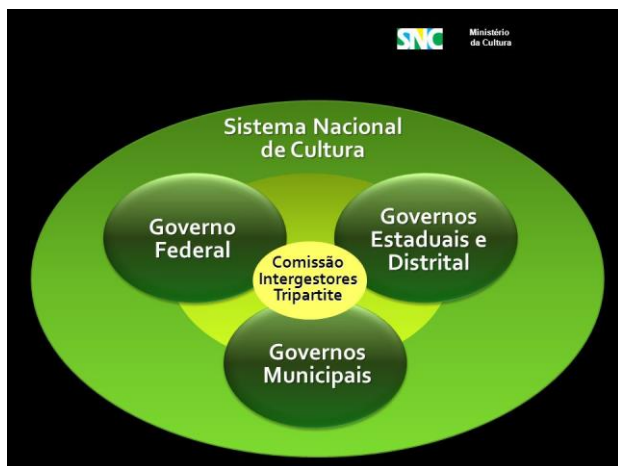 SNC
Ministério
da Cultura
Sistema Nacional
de Cultura
Governo
Federal
Governos
Estaduais e
Distrital
Comissão
Intergestores
Tripartite
Governos
Municipais